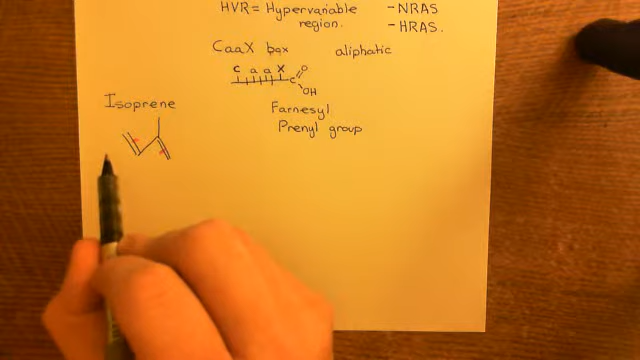 HVR = Hypervariable
region.
- NRAS
- HRAS.
CaaX box aliphatic
C a a X
C O
OH
Isoprene
Farnesyl
Prenyl group